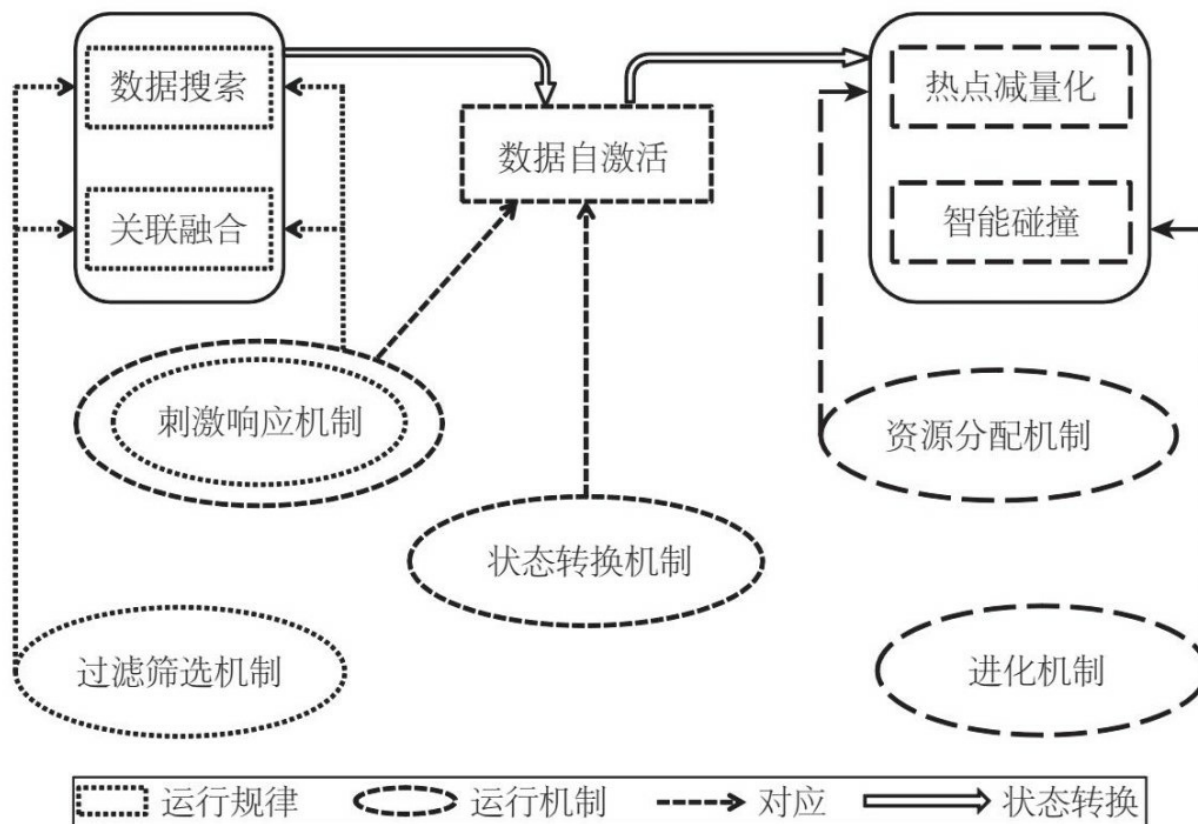 数据搜索
关联融合
数据自激活
热点减量化
智能碰撞
刺激响应机制
资源分配机制
状态转换机制
过滤筛选机制
进化机制
运行规律
运行机制
对应
状态转换